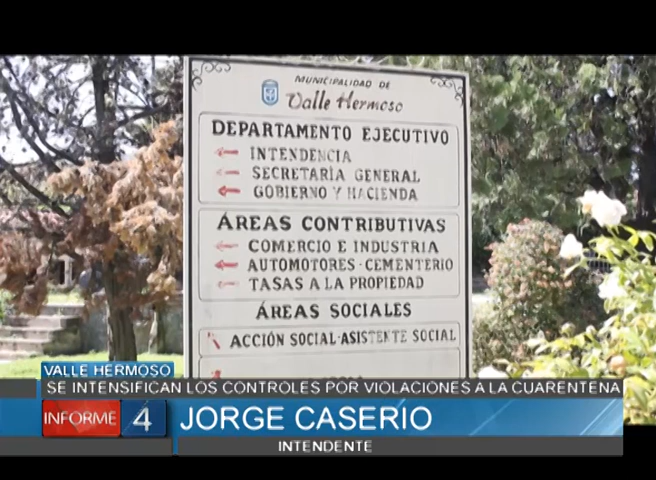 MUNICIPALIDAD DE
Valle Hermoso
DEPARTAMENTO EJECUTIVO
INTENDENCIA
SECRETARÍA GENERAL
GOBIERNO Y HACIENDA
ÁREAS CONTRIBUTIVAS
COMERCIO E INDUSTRIA
AUTOMOTORES-CEMENTERIO
TASAS A LA PROPIEDAD
ÁREAS SOCIALES
ACCIÓN SOCIAL-ASISTENTE SOCIAL
VALLE HERMOSO
SE INTENSIFICAN LOS CONTROLES POR VIOLACIONES A LA CUARENTENA
INFORME 4
JORGE CASERIO
INTENDENTE